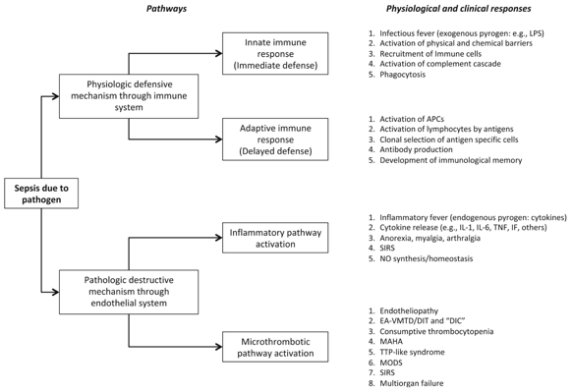 Pathways
Physiological and clinical responses
Innate immune
response
(Immediate defense)
1. Infectious fever (exogenous pyrogen: e.g., LPS)
2. Activation of physical and chemical barriers
3. Recruitment of Immune cells
4. Activation of complement cascade
5. Phagocytosis
Physiologic defensive
mechanism through immune
system
Adaptive immune
response
(Delayed defense)
1. Activation of APCs
2. Activation of lymphocytes by antigens
3. Clonal selection of antigen specific cells
4. Antibody production
5. Development of immunological memory
Sepsis due to
pathogen
Inflammatory pathway
activation
1. Inflammatory fever (endogenous pyrogen: cytokines)
2. Cytokine release (e.g., IL-1, IL-6, TNF, IF, others)
3. Anorexia, myalgia, arthralgia
4. SIRS
5. NO synthesis/homeostasis
Pathologic destructive
mechanism through
endothelial system
Microthrombotic
pathway activation
1. Endotheliopathy
2. EA-VMTD/DIT and “DIC”
3. Consumptive thrombocytopenia
4. MAHA
5. TTP-like syndrome
6. MODS
7. SIRS
8. Multiorgan failure